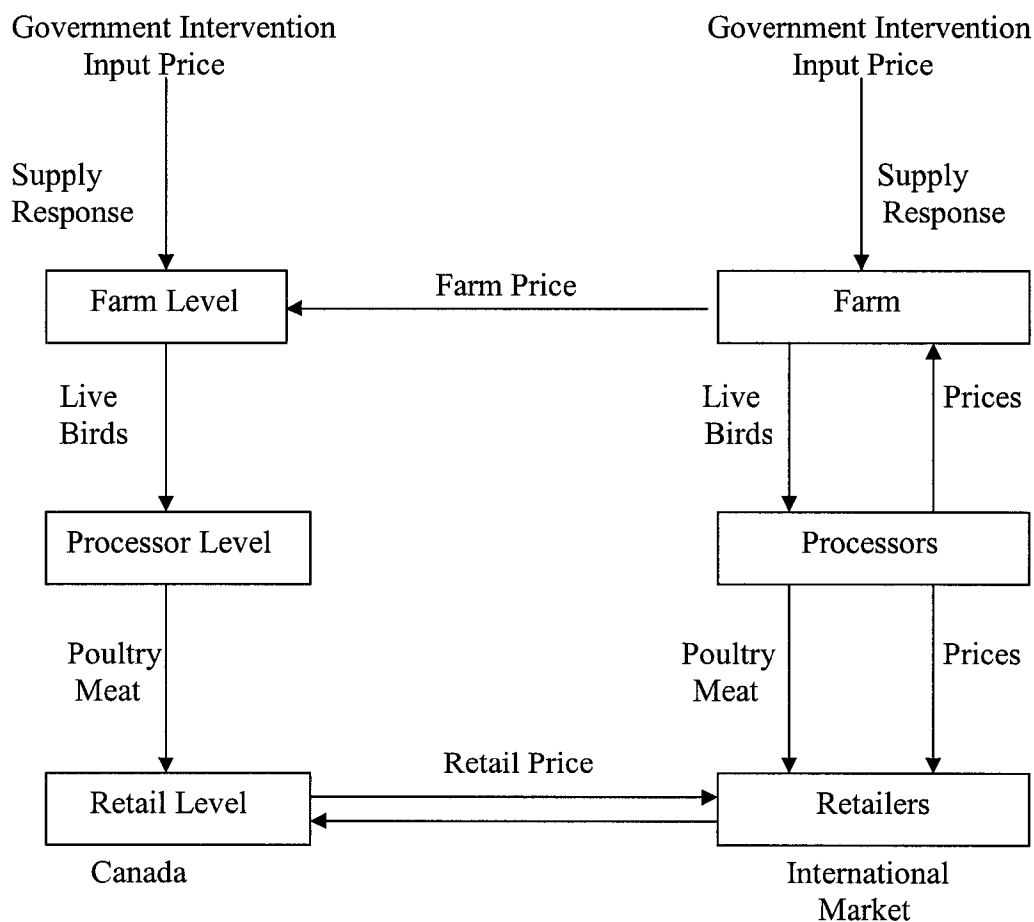 Government Intervention
Input Price
Government Intervention
Input Price
Supply
Response
Supply
Response
Farm Level
Farm Price
Farm
Live
Birds
Live
Birds
Prices
Processor Level
Processors
Poultry
Meat
Poultry
Meat
Prices
Retail Price
Retail Level
Retailers
Canada
International
Market